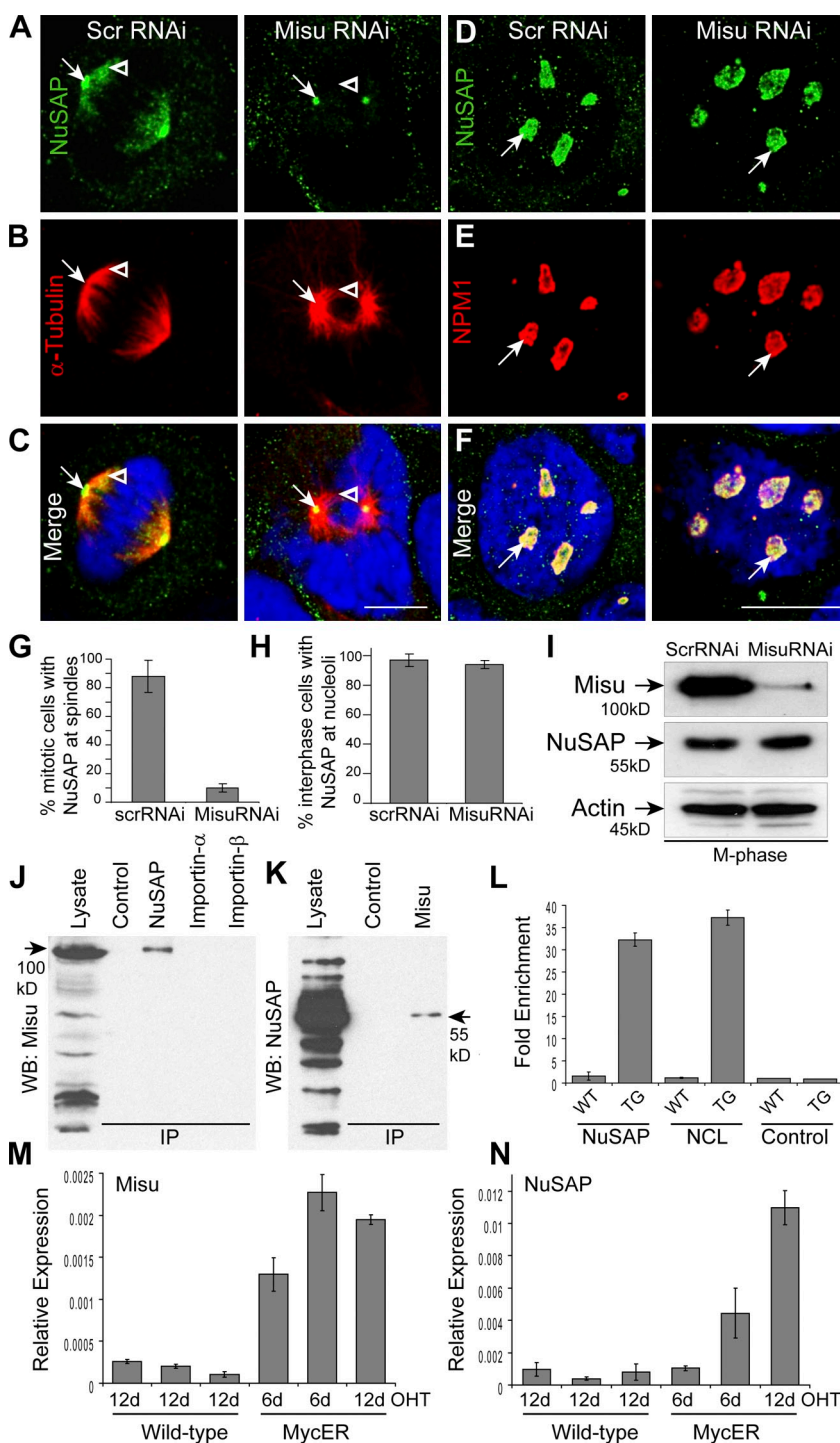 A Scr RNAi Misu RNAi D Scr RNAi Misu RNAi
NuSAP
NuSAP
B E
α-Tubulin
NPM1
C F
Merge
Merge
G H I
% mitotic cells with
NuSAP at spindles
100
80
60
40
20
scrRNAi MisuRNAi
% interphase cells with
NuSAP at nucleoli
100
80
60
40
20
scrRNAi MisuRNAi
ScrRNAi MisuRNAi
Misu
100kD
NuSAP
55kD
Actin
45kD
M-phase
J K L
Lysate
Control
NuSAP
Importin-α
Importin-β
100
kD
WB: Misu
IP
Lysate
Control
Misu
WB: NuSAP
55
kD
IP
Fold Enrichment
40
35
30
25
20
15
10
5
0
WT TG WT TG WT TG
NuSAP NCL Control
M N
Misu
Relative Expression
0.0025
0.002
0.0015
0.001
0.0005
0
12d 12d 12d 6d 6d 12d OHT
Wild-type MycER
NuSAP
Relative Expression
0.012
0.01
0.008
0.006
0.004
0.002
0
12d 12d 12d 6d 6d 12d OHT
Wild-type MycER